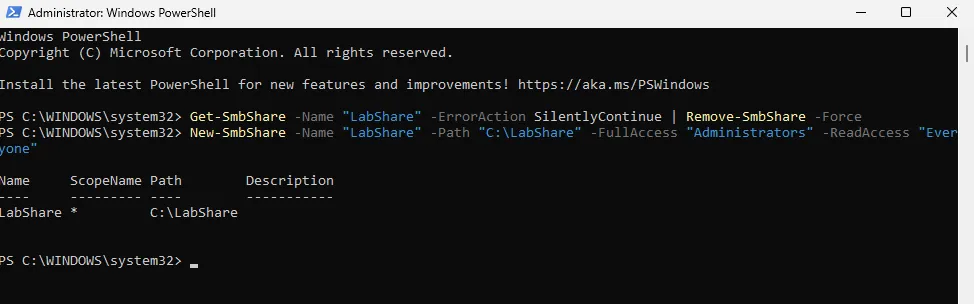 Administrator: Windows PowerShell
Windows PowerShell
Copyright (C) Microsoft Corporation. All rights reserved.
Install the latest PowerShell for new features and improvements! https://aka.ms/PSWindows
PS C:\WINDOWS\system32> Get-SmbShare -Name "LabShare" -ErrorAction SilentlyContinue | Remove-SmbShare -Force
PS C:\WINDOWS\system32> New-SmbShare -Name "LabShare" -Path "C:\LabShare" -FullAccess "Administrators" -ReadAccess "Ever
yone"
Name     ScopeName Path        Description
----     --------- ----        -----------
LabShare *         C:\LabShare
PS C:\WINDOWS\system32>